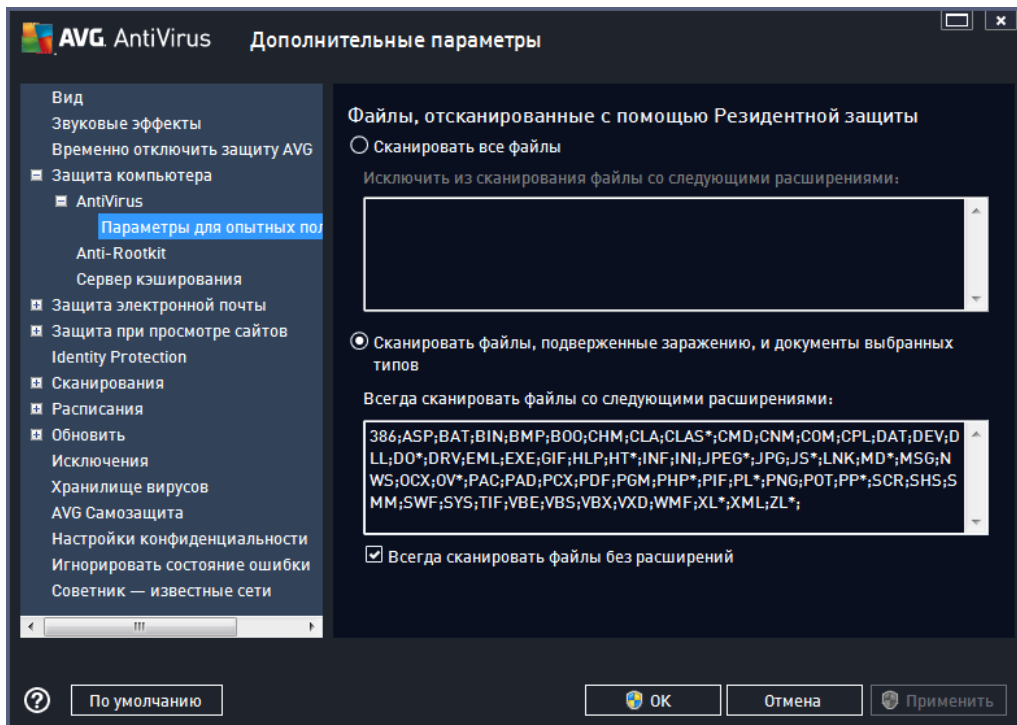 AVG AntiVirus Дополнительные параметры
Вид
Звуковые эффекты
Временно отключить защиту AVG
Защита компьютера
AntiVirus
Параметры для опытных пол
Anti-Rootkit
Сервер кэширования
Защита электронной почты
Защита при просмотре сайтов
Identity Protection
Сканирования
Расписания
Обновить
Исключения
Хранилище вирусов
AVG Самозащита
Настройки конфиденциальности
Игнорировать состояние ошибки
Советник — известные сети
Файлы, отсканированные с помощью Резидентной защиты
Сканировать все файлы
Исключить из сканирования файлы со следующими расширениями:
Сканировать файлы, подверженные заражению, и документы выбранных
типов
Всегда сканировать файлы со следующими расширениями:
386;ASP;BAT;BIN;BMP;BOO;CHM;CLA;CLAS*;CMD;CNM;COM;CPL;DAT;DEV;D
LL;DO*;DRV;EML;EXE;GIF;HLP;HT*;INF;INI;JPEG*;JPG;JS*;LNK;MD*;MSG;N
WS;OCX;OV*;PAC;PAD;PCX;PDF;PGM;PHP*;PIF;PL*;PNG;POT;PP*;SCR;SHS;S
MM;SWF;SYS;TIF;VBE;VBS;VBX;VXD;WMF;XL*;XML;ZL*;
Всегда сканировать файлы без расширений
По умолчанию
OK
Отмена
Применить